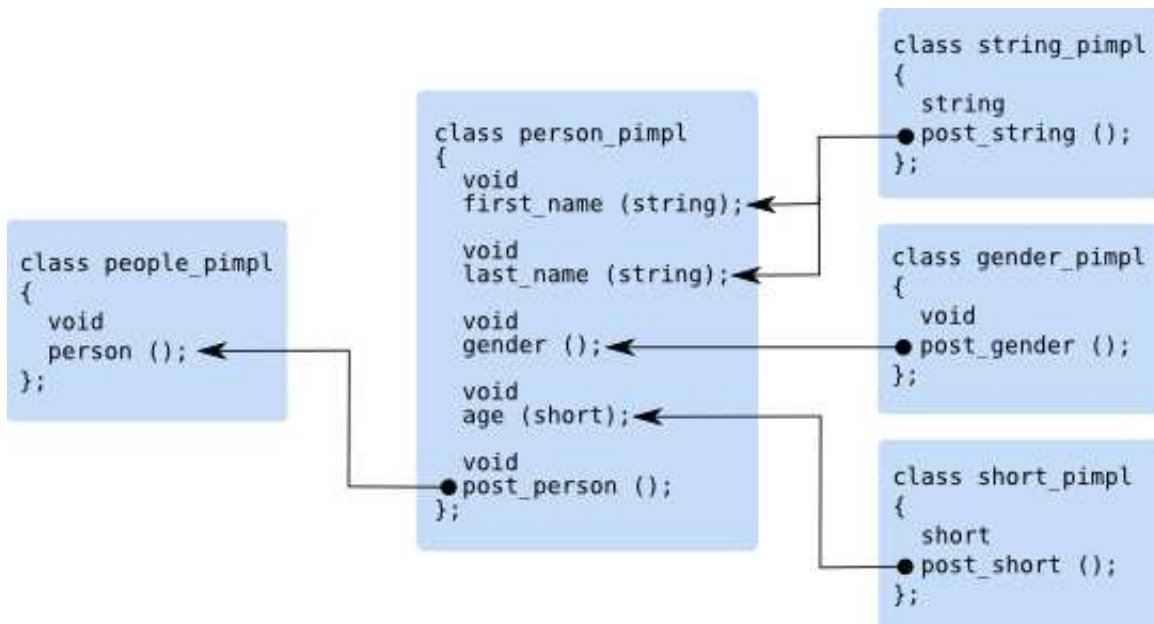 class people_pimpl
{
void
person ();
};
class person_pimpl
{
void
first_name (string);
void
last_name (string);
void
gender ();
void
age (short);
void
post_person ();
};
class string_pimpl
{
string
post_string ();
};
class gender_pimpl
{
void
post_gender ();
};
class short_pimpl
{
short
post_short ();
};